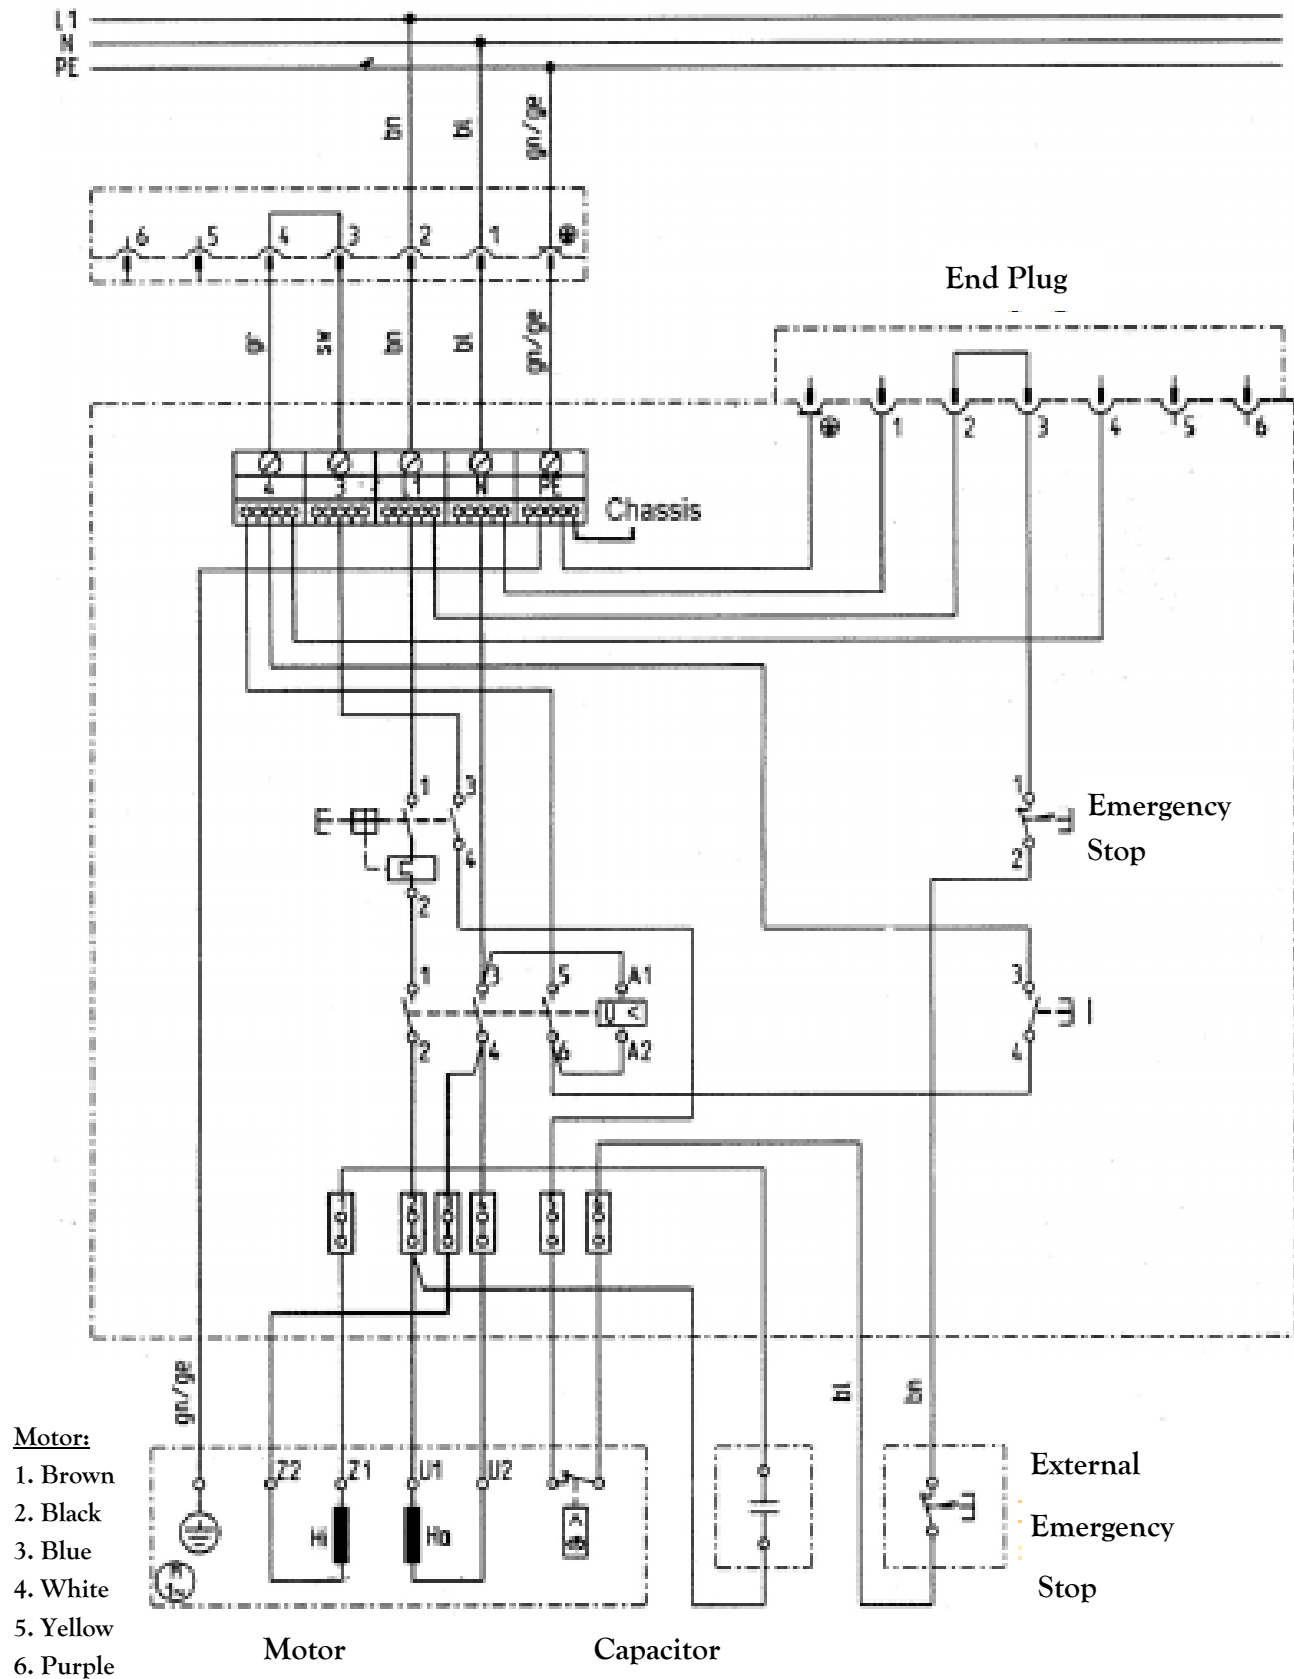 L1
N
PE
bn
bl
gn/ge
6
5
4
3
2
1
gr
sw
bn
bl
gn/ge
End Plug
1
2
3
4
5
6
4
3
L1
N
PE
Chassis
1
3
E
4
2
1
Emergency
2
Stop
1
3
5
A1
U <
2
4
6
A2
3
I
4
gn/ge
bl
bn
Motor:
1. Brown
2. Black
3. Blue
4. White
5. Yellow
6. Purple
Z2
Z1
U1
U2
Hi
Ha
M
1~
External
Emergency
Stop
Motor
Capacitor